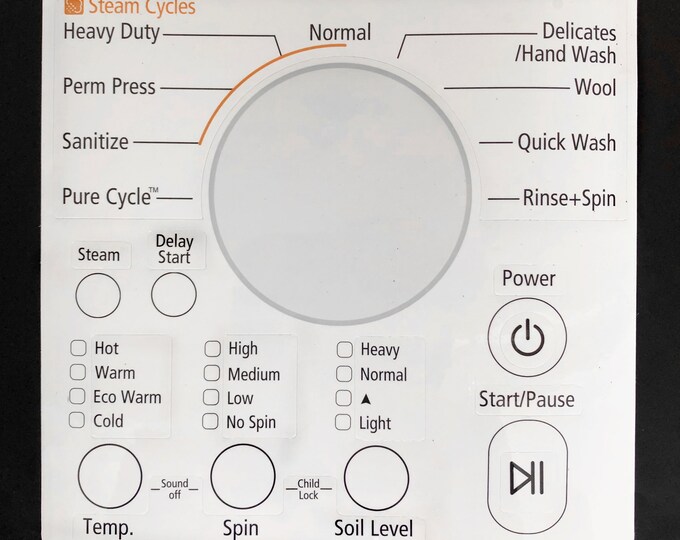 Steam Cycles
Heavy Duty
Normal
Delicates
/Hand Wash
Perm Press
Wool
Sanitize
Quick Wash
Pure Cycle™
Rinse+Spin
Steam
Delay
Start
Power
Hot
Warm
Eco Warm
Cold
High
Medium
Low
No Spin
Heavy
Normal
Light
Start/Pause
Sound
off
Child
Lock
Temp.
Spin
Soil Level